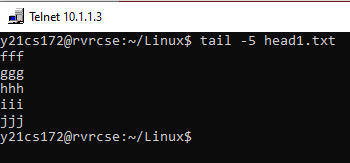 Telnet 10.1.1.3
y21cs172@rvrcse:~/Linux$ tail -5 head1.txt
fff
ggg
hhh
iii
jjj
y21cs172@rvrcse:~/Linux$